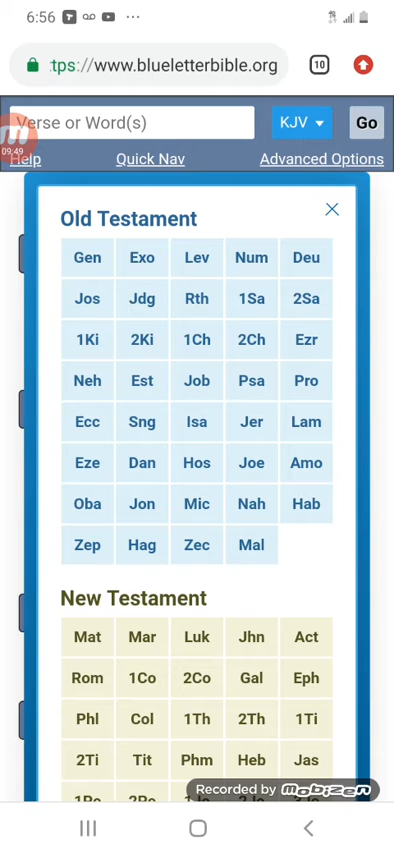 6:56
tps://www.blueletterbible.org 10
Verse or Word(s) KJV Go
09:49
Help Quick Nav Advanced Options
Old Testament
Gen Exo Lev Num Deu
Jos Jdg Rth 1Sa 2Sa
1Ki 2Ki 1Ch 2Ch Ezr
Neh Est Job Psa Pro
Ecc Sng Isa Jer Lam
Eze Dan Hos Joe Amo
Oba Jon Mic Nah Hab
Zep Hag Zec Mal
New Testament
Mat Mar Luk Jhn Act
Rom 1Co 2Co Gal Eph
Phl Col 1Th 2Th 1Ti
2Ti Tit Phm Heb Jas
Recorded by mobizen